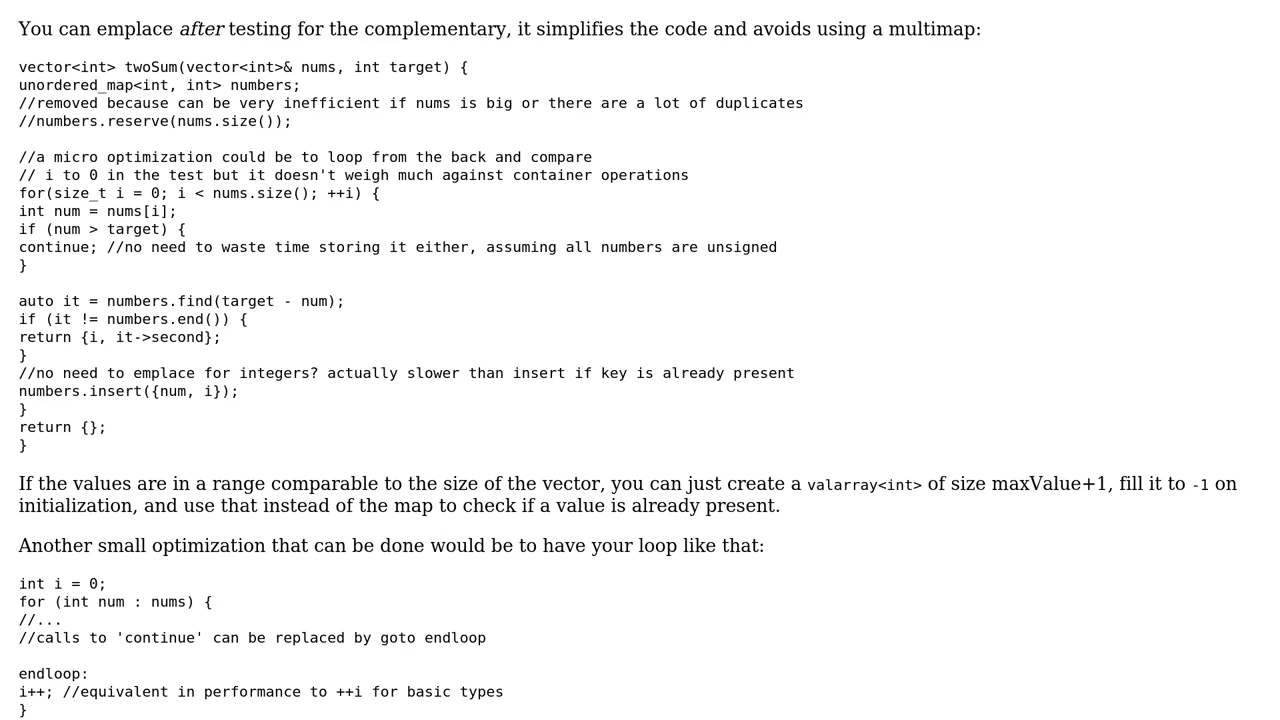 You can emplace after testing for the complementary, it simplifies the code and avoids using a multimap:
vector<int> twoSum(vector<int>& nums, int target) {
unordered_map<int, int> numbers;
//removed because can be very inefficient if nums is big or there are a lot of duplicates
//numbers.reserve(nums.size());
//a micro optimization could be to loop from the back and compare
// i to 0 in the test but it doesn't weigh much against container operations
for(size_t i = 0; i < nums.size(); ++i) {
int num = nums[i];
if (num > target) {
continue; //no need to waste time storing it either, assuming all numbers are unsigned
}
auto it = numbers.find(target - num);
if (it != numbers.end()) {
return {i, it->second};
}
//no need to emplace for integers? actually slower than insert if key is already present
numbers.insert({num, i});
}
return {};
}
If the values are in a range comparable to the size of the vector, you can just create a valarray<int> of size maxValue+1, fill it to -1 on
initialization, and use that instead of the map to check if a value is already present.
Another small optimization that can be done would be to have your loop like that:
int i = 0;
for (int num : nums) {
//...
//calls to 'continue' can be replaced by goto endloop
endloop:
i++; //equivalent in performance to ++i for basic types
}